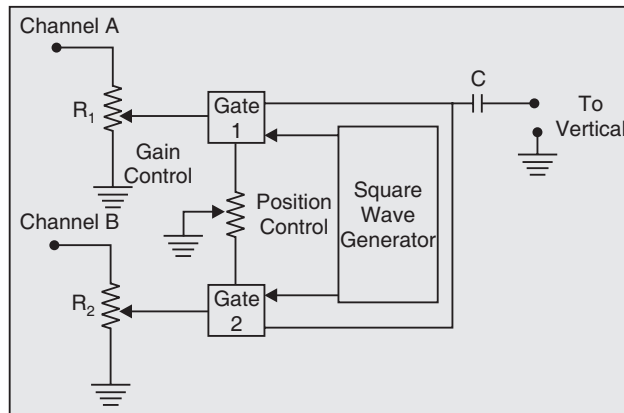 Channel A
R1
Gain
Control
Gate
1
Position
Control
Square
Wave
Generator
C
To
Vertical
Channel B
R2
Gate
2